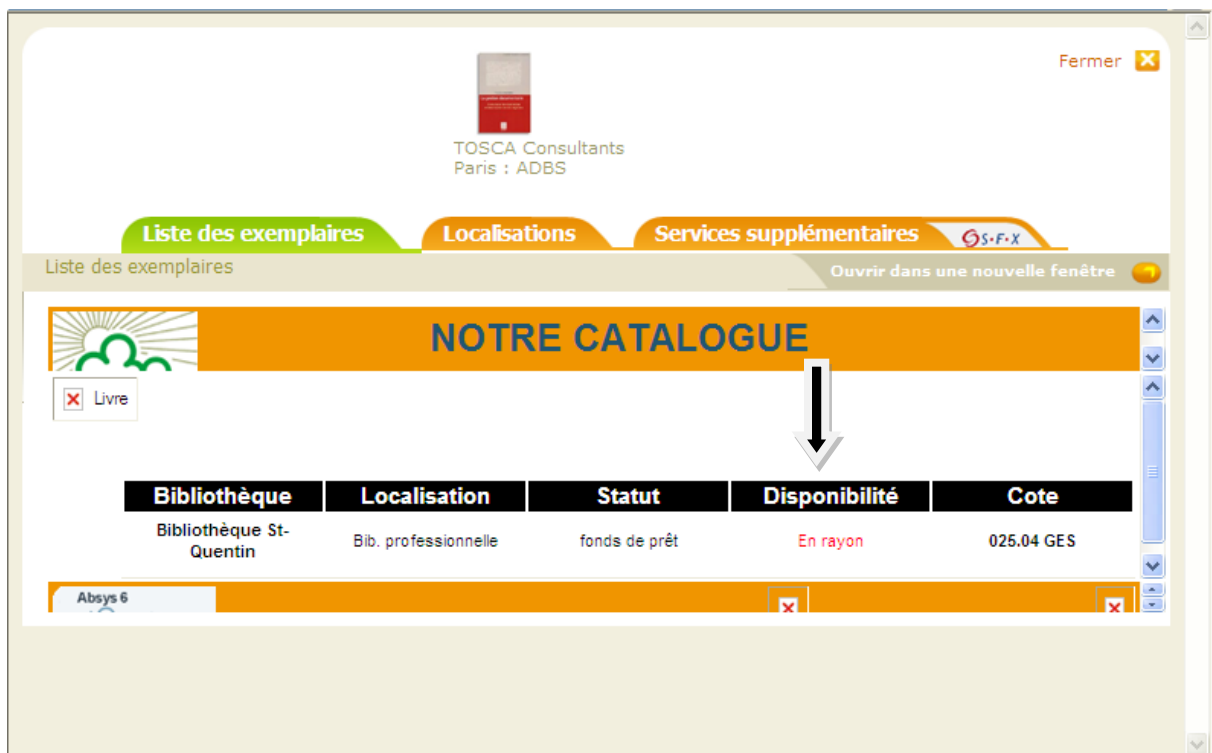 Fermer
TOSCA Consultants
Paris : ADBS
Liste des exemplaires Localisations Services supplémentaires S·F·X
Liste des exemplaires Ouvrir dans une nouvelle fenêtre
NOTRE CATALOGUE
Livre
Bibliothèque Localisation Statut Disponibilité Cote
Bibliothèque St-
Quentin Bib. professionnelle fonds de prêt En rayon 025.04 GES
Absys 6